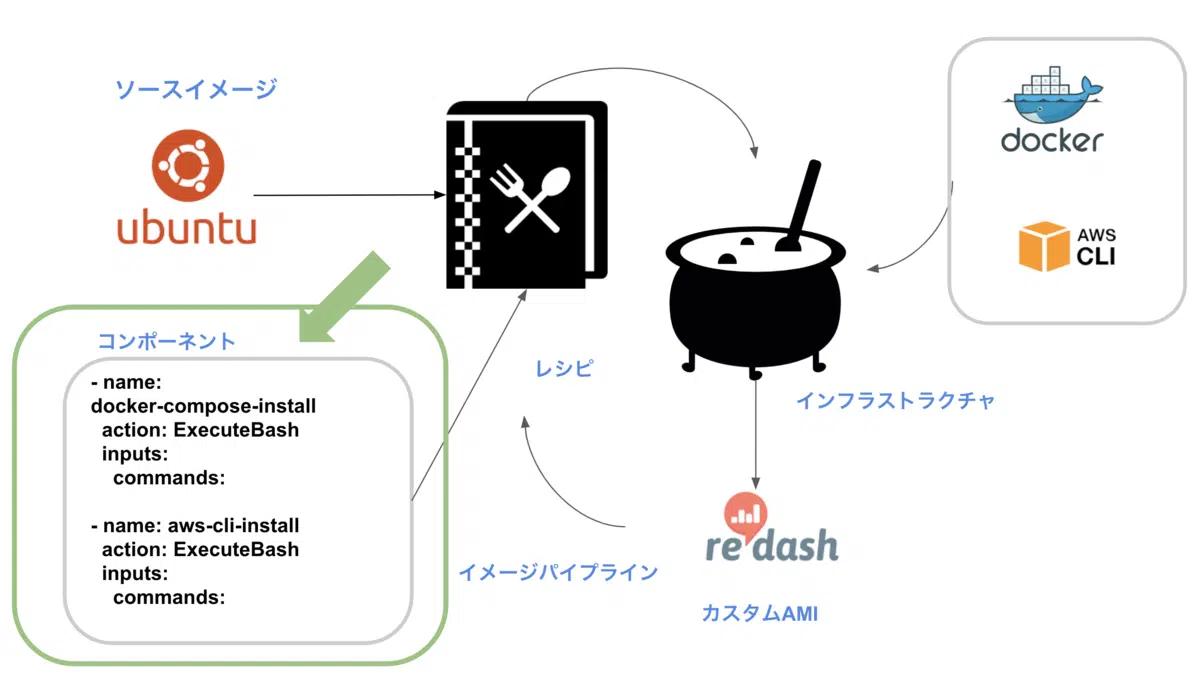 ソースイメージ
ubuntu
docker
AWS
CLI
コンポーネント
- name:
docker-compose-install
action: ExecuteBash
inputs:
commands:
- name: aws-cli-install
action: ExecuteBash
inputs:
commands:
レシピ
インフラストラクチャ
イメージパイプライン
re dash
カスタムAMI